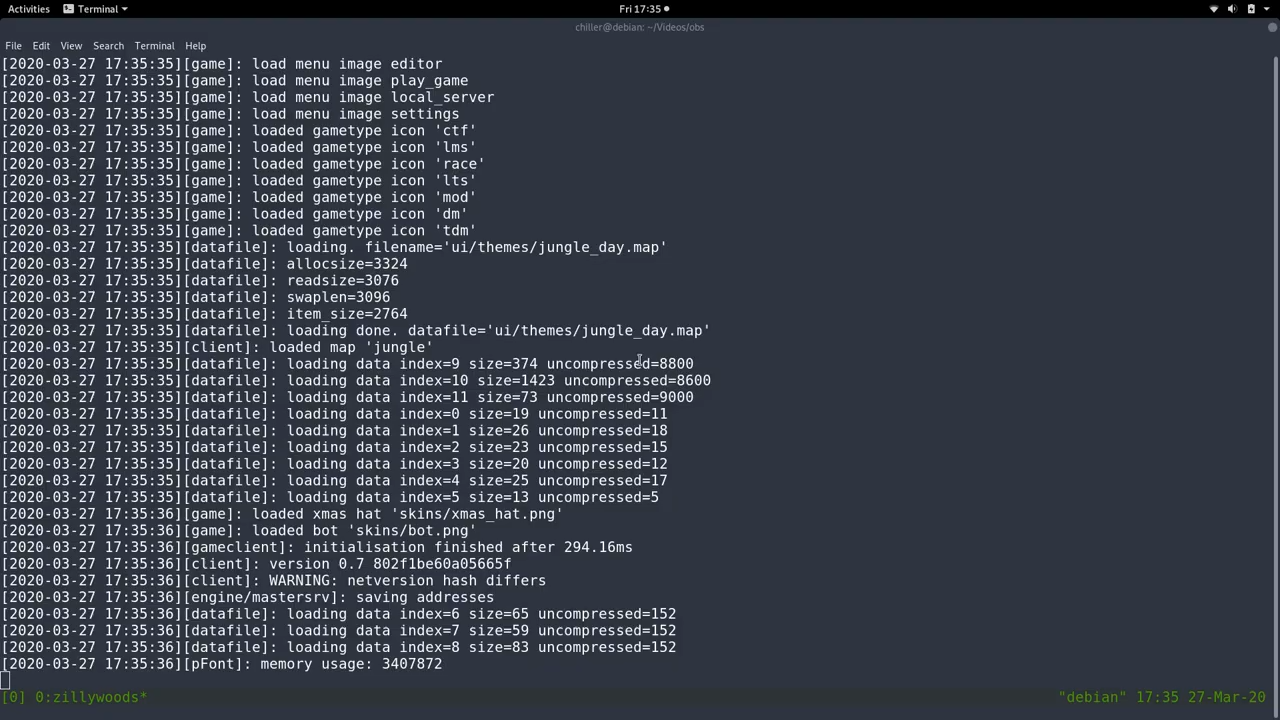 Activities Terminal Fri 17:35
chiller@debian: ~/Videos/obs
File Edit View Search Terminal Help
[2020-03-27 17:35:35][game]: load menu image editor
[2020-03-27 17:35:35][game]: load menu image play_game
[2020-03-27 17:35:35][game]: load menu image local_server
[2020-03-27 17:35:35][game]: load menu image settings
[2020-03-27 17:35:35][game]: loaded gametype icon 'ctf'
[2020-03-27 17:35:35][game]: loaded gametype icon 'lms'
[2020-03-27 17:35:35][game]: loaded gametype icon 'race'
[2020-03-27 17:35:35][game]: loaded gametype icon 'lts'
[2020-03-27 17:35:35][game]: loaded gametype icon 'mod'
[2020-03-27 17:35:35][game]: loaded gametype icon 'dm'
[2020-03-27 17:35:35][game]: loaded gametype icon 'tdm'
[2020-03-27 17:35:35][datafile]: loading. filename='ui/themes/jungle_day.map'
[2020-03-27 17:35:35][datafile]: allocsize=3324
[2020-03-27 17:35:35][datafile]: readsize=3076
[2020-03-27 17:35:35][datafile]: swaplen=3096
[2020-03-27 17:35:35][datafile]: item_size=2764
[2020-03-27 17:35:35][datafile]: loading done. datafile='ui/themes/jungle_day.map'
[2020-03-27 17:35:35][client]: loaded map 'jungle'
[2020-03-27 17:35:35][datafile]: loading data index=9 size=374 uncompressed=8800
[2020-03-27 17:35:35][datafile]: loading data index=10 size=1423 uncompressed=8600
[2020-03-27 17:35:35][datafile]: loading data index=11 size=73 uncompressed=9000
[2020-03-27 17:35:35][datafile]: loading data index=0 size=19 uncompressed=11
[2020-03-27 17:35:35][datafile]: loading data index=1 size=26 uncompressed=18
[2020-03-27 17:35:35][datafile]: loading data index=2 size=23 uncompressed=15
[2020-03-27 17:35:35][datafile]: loading data index=3 size=20 uncompressed=12
[2020-03-27 17:35:35][datafile]: loading data index=4 size=25 uncompressed=17
[2020-03-27 17:35:35][datafile]: loading data index=5 size=13 uncompressed=5
[2020-03-27 17:35:36][game]: loaded xmas hat 'skins/xmas_hat.png'
[2020-03-27 17:35:36][game]: loaded bot 'skins/bot.png'
[2020-03-27 17:35:36][gameclient]: initialisation finished after 294.16ms
[2020-03-27 17:35:36][client]: version 0.7 802f1be60a05665f
[2020-03-27 17:35:36][client]: WARNING: netversion hash differs
[2020-03-27 17:35:36][engine/mastersrv]: saving addresses
[2020-03-27 17:35:36][datafile]: loading data index=6 size=65 uncompressed=152
[2020-03-27 17:35:36][datafile]: loading data index=7 size=59 uncompressed=152
[2020-03-27 17:35:36][datafile]: loading data index=8 size=83 uncompressed=152
[2020-03-27 17:35:36][pFont]: memory usage: 3407872
[0] 0:zillywoods* "debian" 17:35 27-Mar-20